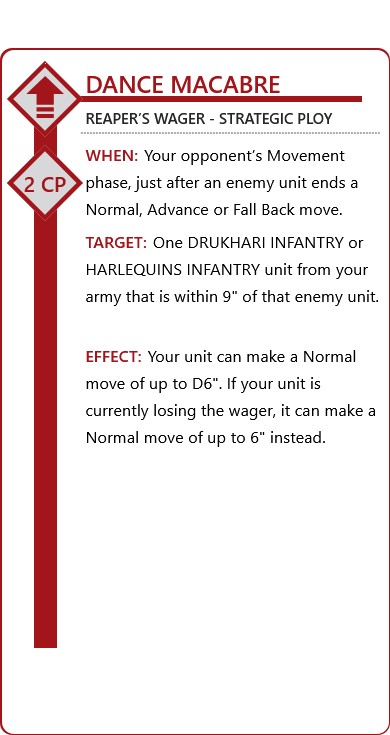 DANCE MACABRE
REAPER'S WAGER - STRATEGIC PLOY
WHEN: Your opponent's Movement
phase, just after an enemy unit ends a
Normal, Advance or Fall Back move.
2 CP
TARGET: One DRUKHARI INFANTRY or
HARLEQUINS INFANTRY unit from your
army that is within 9" of that enemy unit.
EFFECT: Your unit can make a Normal
move of up to D6". If your unit is
currently losing the wager, it can make a
Normal move of up to 6" instead.